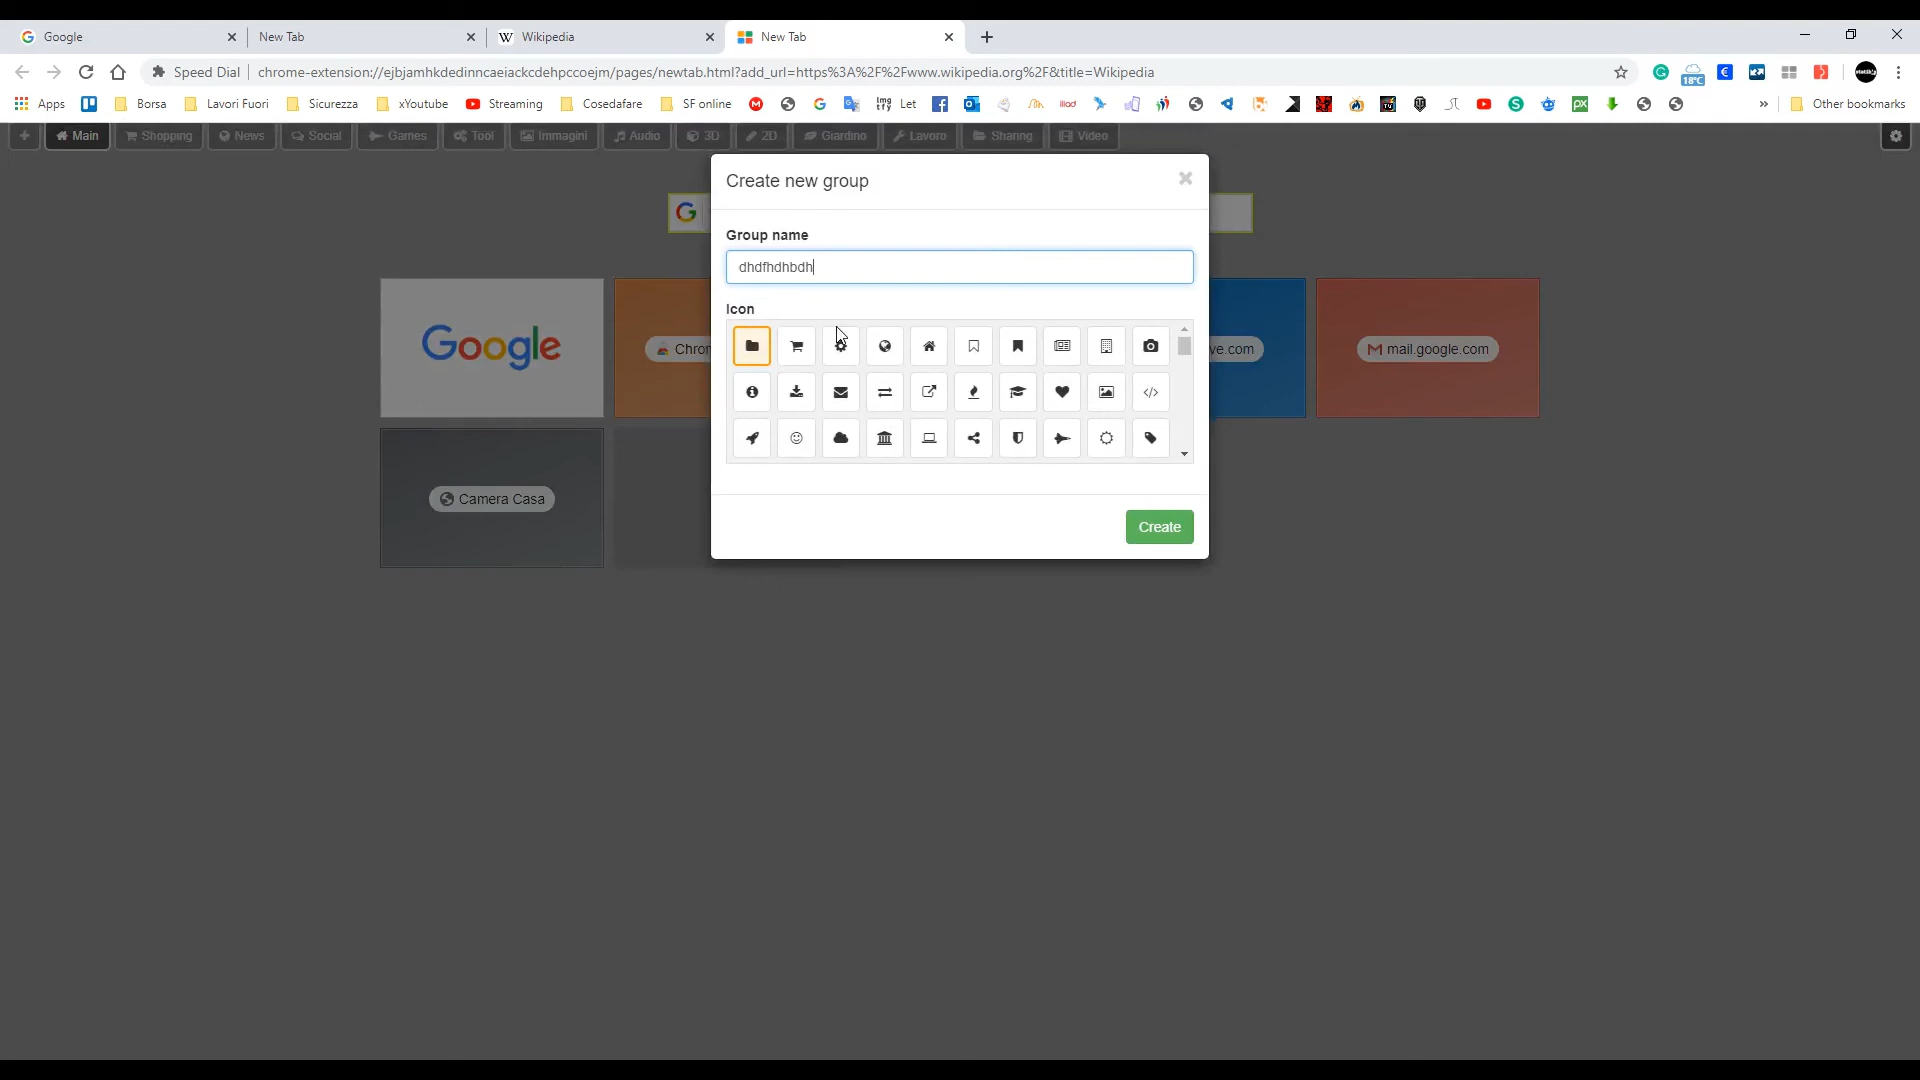 Google New Tab Wikipedia New Tab
Speed Dial chrome-extension://ejbjamhkdedinncaeiackcdehpccoejm/pages/newtab.html?add_url=https%3A%2F%2Fwww.wikipedia.org%2F&title=Wikipedia 18°C
Apps Borsa Lavori Fuori Sicurezza xYoutube Streaming Cosedafare SF online Let » Other bookmarks
Main Shopping News Social Games Tool Immagini Audio 3D 2D Giardino Lavoro Sharing Video
Create new group
Group name
dhdfhdhbdh
Icon
Google Chro ve.com mail.google.com
Camera Casa
Create